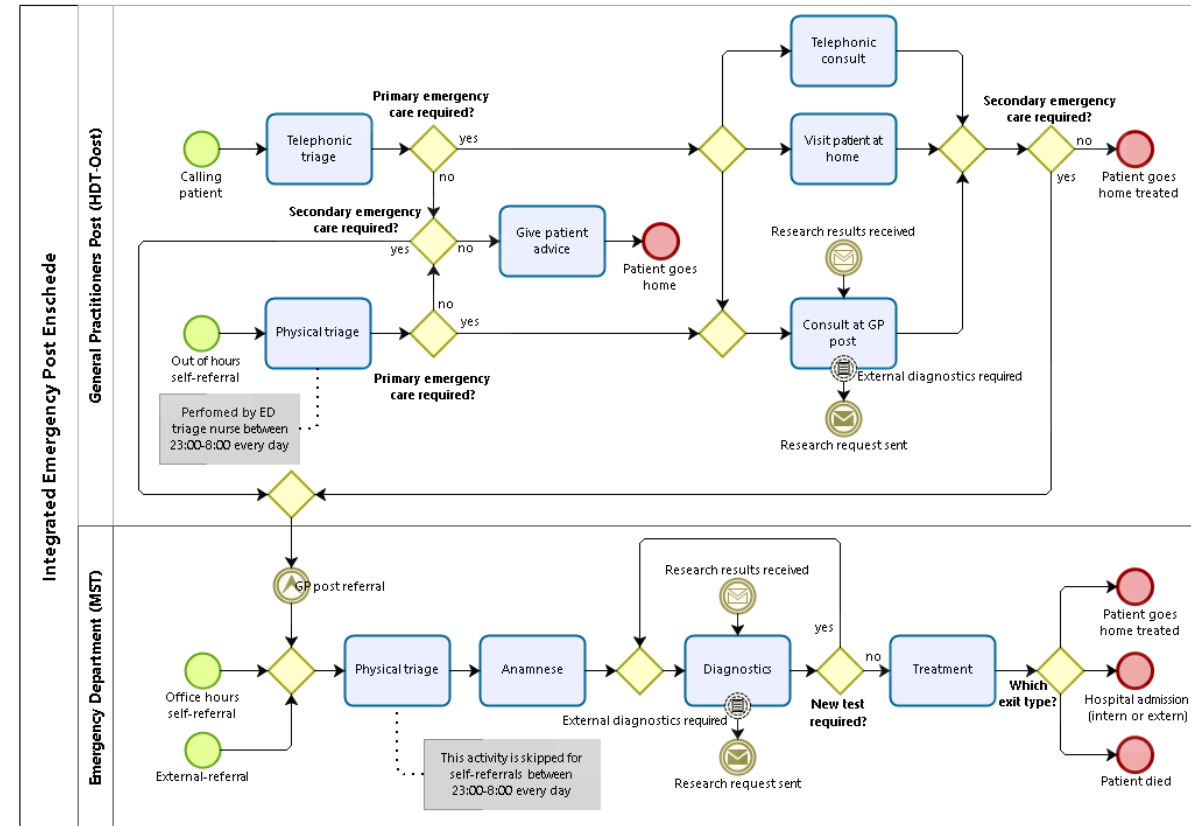 Integrated Emergency Post Enschede
General Practitioners Post (HDT-Oost)
Telephonic
consult
Primary emergency
care required?
Secondary emergency
care required?
Telephonic
triage
yes
Visit patient at
home
no
Calling
patient
no
yes
Patient goes
home treated
Secondary emergency
care required?
yes
no
Give patient
advice
Patient goes
home
Research results received
no
Physical triage
yes
Consult at GP
post
Out of hours
self-referral
Primary emergency
care required?
External diagnostics required
Perfomed by ED
triage nurse between
23:00-8:00 every day
Research request sent
Emergency Department (MST)
GP post referral
Research results received
yes
Patient goes
home treated
Office hours
self-referral
Physical triage
Anamnese
Diagnostics
no
Treatment
Which
exit type?
Hospital admission
(intern or extern)
External diagnostics required
New test
required?
External-referral
This activity is skipped for
self-referrals between
23:00-8:00 every day
Research request sent
Patient died